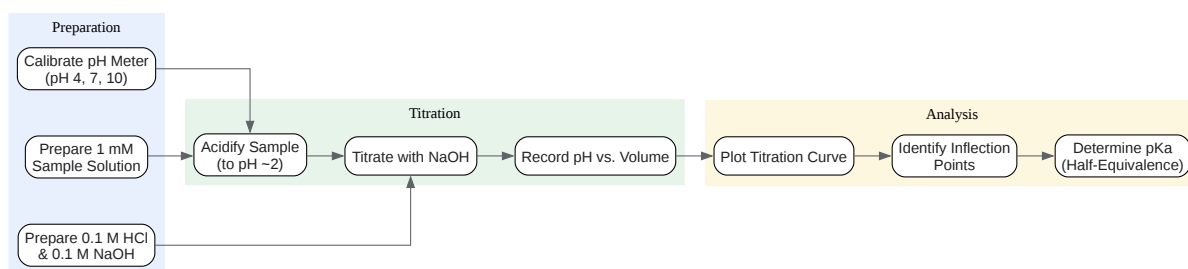 Preparation
Calibrate pH Meter
(pH 4, 7, 10)
Prepare 1 mM
Sample Solution
Prepare 0.1 M HCl
& 0.1 M NaOH
Titration
Acidify Sample
(to pH ~2)
Titrate with NaOH
Record pH vs. Volume
Analysis
Plot Titration Curve
Identify Inflection
Points
Determine pKa
(Half-Equivalence)